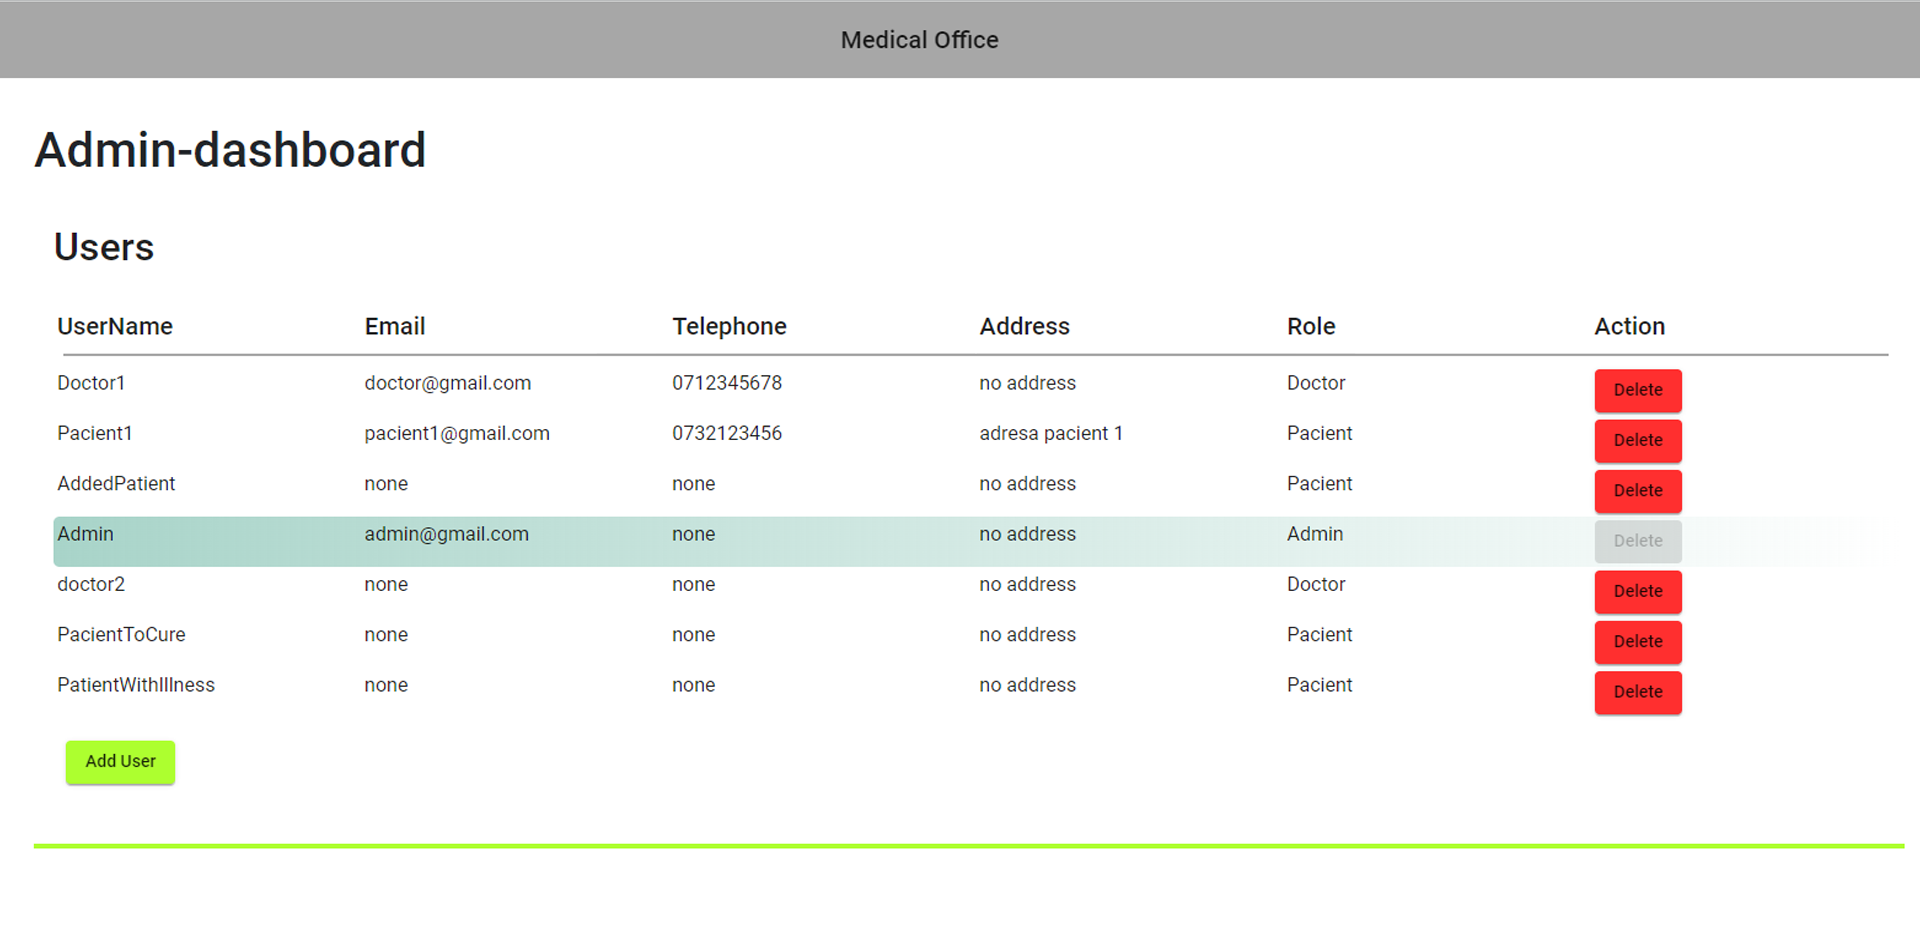 Medical Office
Admin-dashboard
Users
UserName Email Telephone Address Role Action
Doctor1 doctor@gmail.com 0712345678 no address Doctor Delete
Pacient1 pacient1@gmail.com 0732123456 adresa pacient 1 Pacient Delete
AddedPatient none none no address Pacient Delete
Admin admin@gmail.com none no address Admin Delete
doctor2 none none no address Doctor Delete
PacientToCure none none no address Pacient Delete
PatientWithIllness none none no address Pacient Delete
Add User